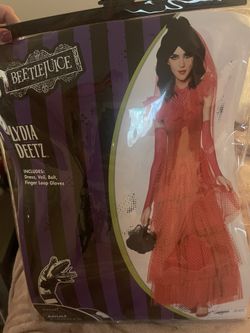 BEETLEJUICE
LYDIA
DEETZ
INCLUDES:
Dress, Veil, Belt,
Finger Loop Gloves